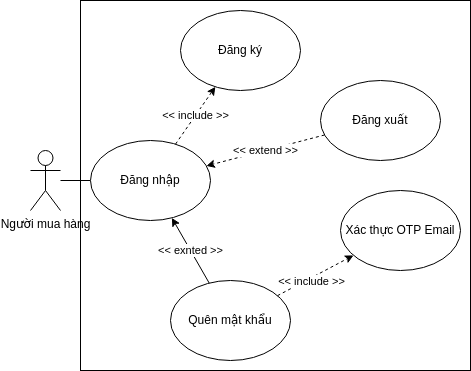 Đăng ký
<< include >>
Đăng xuất
<< extend >>
Đăng nhập
Người mua hàng
Xác thực OTP Email
<< exnted >>
<< include >>
Quên mật khẩu